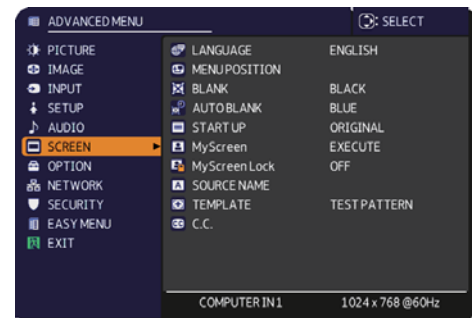 ADVANCED MENU
: SELECT
PICTURE
IMAGE
INPUT
SETUP
AUDIO
SCREEN
OPTION
NETWORK
SECURITY
EASY MENU
EXIT
LANGUAGE ENGLISH
MENU POSITION
BLANK BLACK
AUTO BLANK BLUE
START UP ORIGINAL
MyScreen EXECUTE
MyScreen Lock OFF
SOURCE NAME
TEMPLATE TEST PATTERN
C.C.
COMPUTER IN 1 1024 x 768 @60Hz